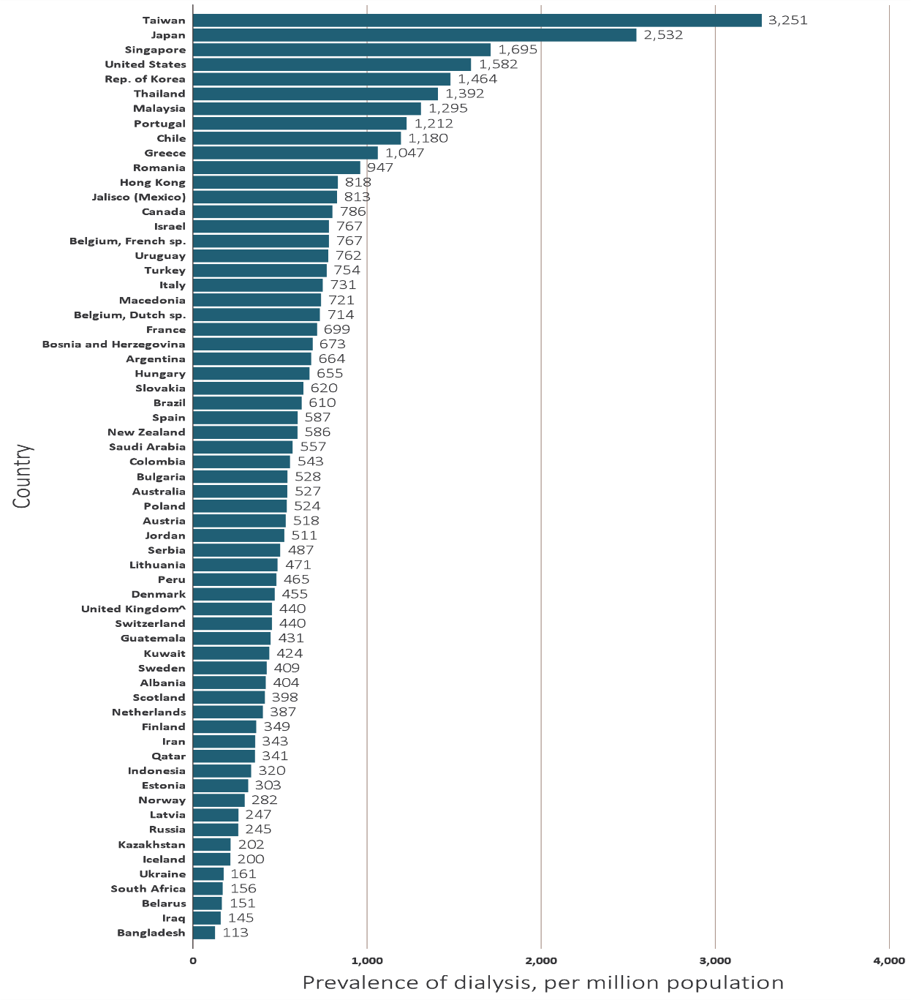 Taiwan 3,251
Japan 2,532
Singapore 1,695
United States 1,582
Rep. of Korea 1,464
Thailand 1,392
Malaysia 1,295
Portugal 1,212
Chile 1,180
Greece 1,047
Romania 947
Hong Kong 818
Jalisco (Mexico) 813
Canada 786
Israel 767
Belgium, French sp. 767
Uruguay 762
Turkey 754
Italy 731
Macedonia 721
Belgium, Dutch sp. 714
France 699
Bosnia and Herzegovina 673
Argentina 664
Hungary 655
Slovakia 620
Brazil 610
Spain 587
New Zealand 586
Saudi Arabia 557
Colombia 543
Bulgaria 528
Australia 527
Poland 524
Austria 518
Jordan 511
Serbia 487
Lithuania 471
Peru 465
Denmark 455
United Kingdom^ 440
Switzerland 440
Guatemala 431
Kuwait 424
Sweden 409
Albania 404
Scotland 398
Netherlands 387
Finland 349
Iran 343
Qatar 341
Indonesia 320
Estonia 303
Norway 282
Latvia 247
Russia 245
Kazakhstan 202
Iceland 200
Ukraine 161
South Africa 156
Belarus 151
Iraq 145
Bangladesh 113
Country
0 1,000 2,000 3,000 4,000
Prevalence of dialysis, per million population